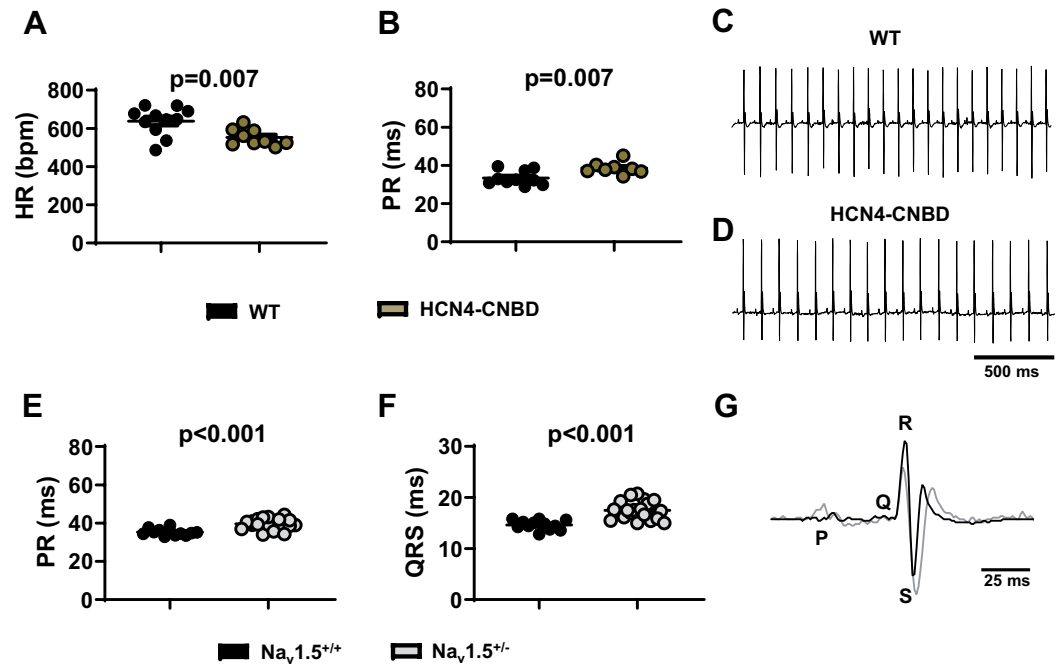 A
p=0.007
HR (bpm)
800
600
400
200
0
B
p=0.007
PR (ms)
80
60
40
20
0
C
WT
D
HCN4-CNBD
500 ms
WT
HCN4-CNBD
E
p<0.001
PR (ms)
80
60
40
20
0
F
p<0.001
QRS (ms)
30
20
10
0
G
R
Q
P
S
25 ms
Nav1.5+/+
Nav1.5+/-